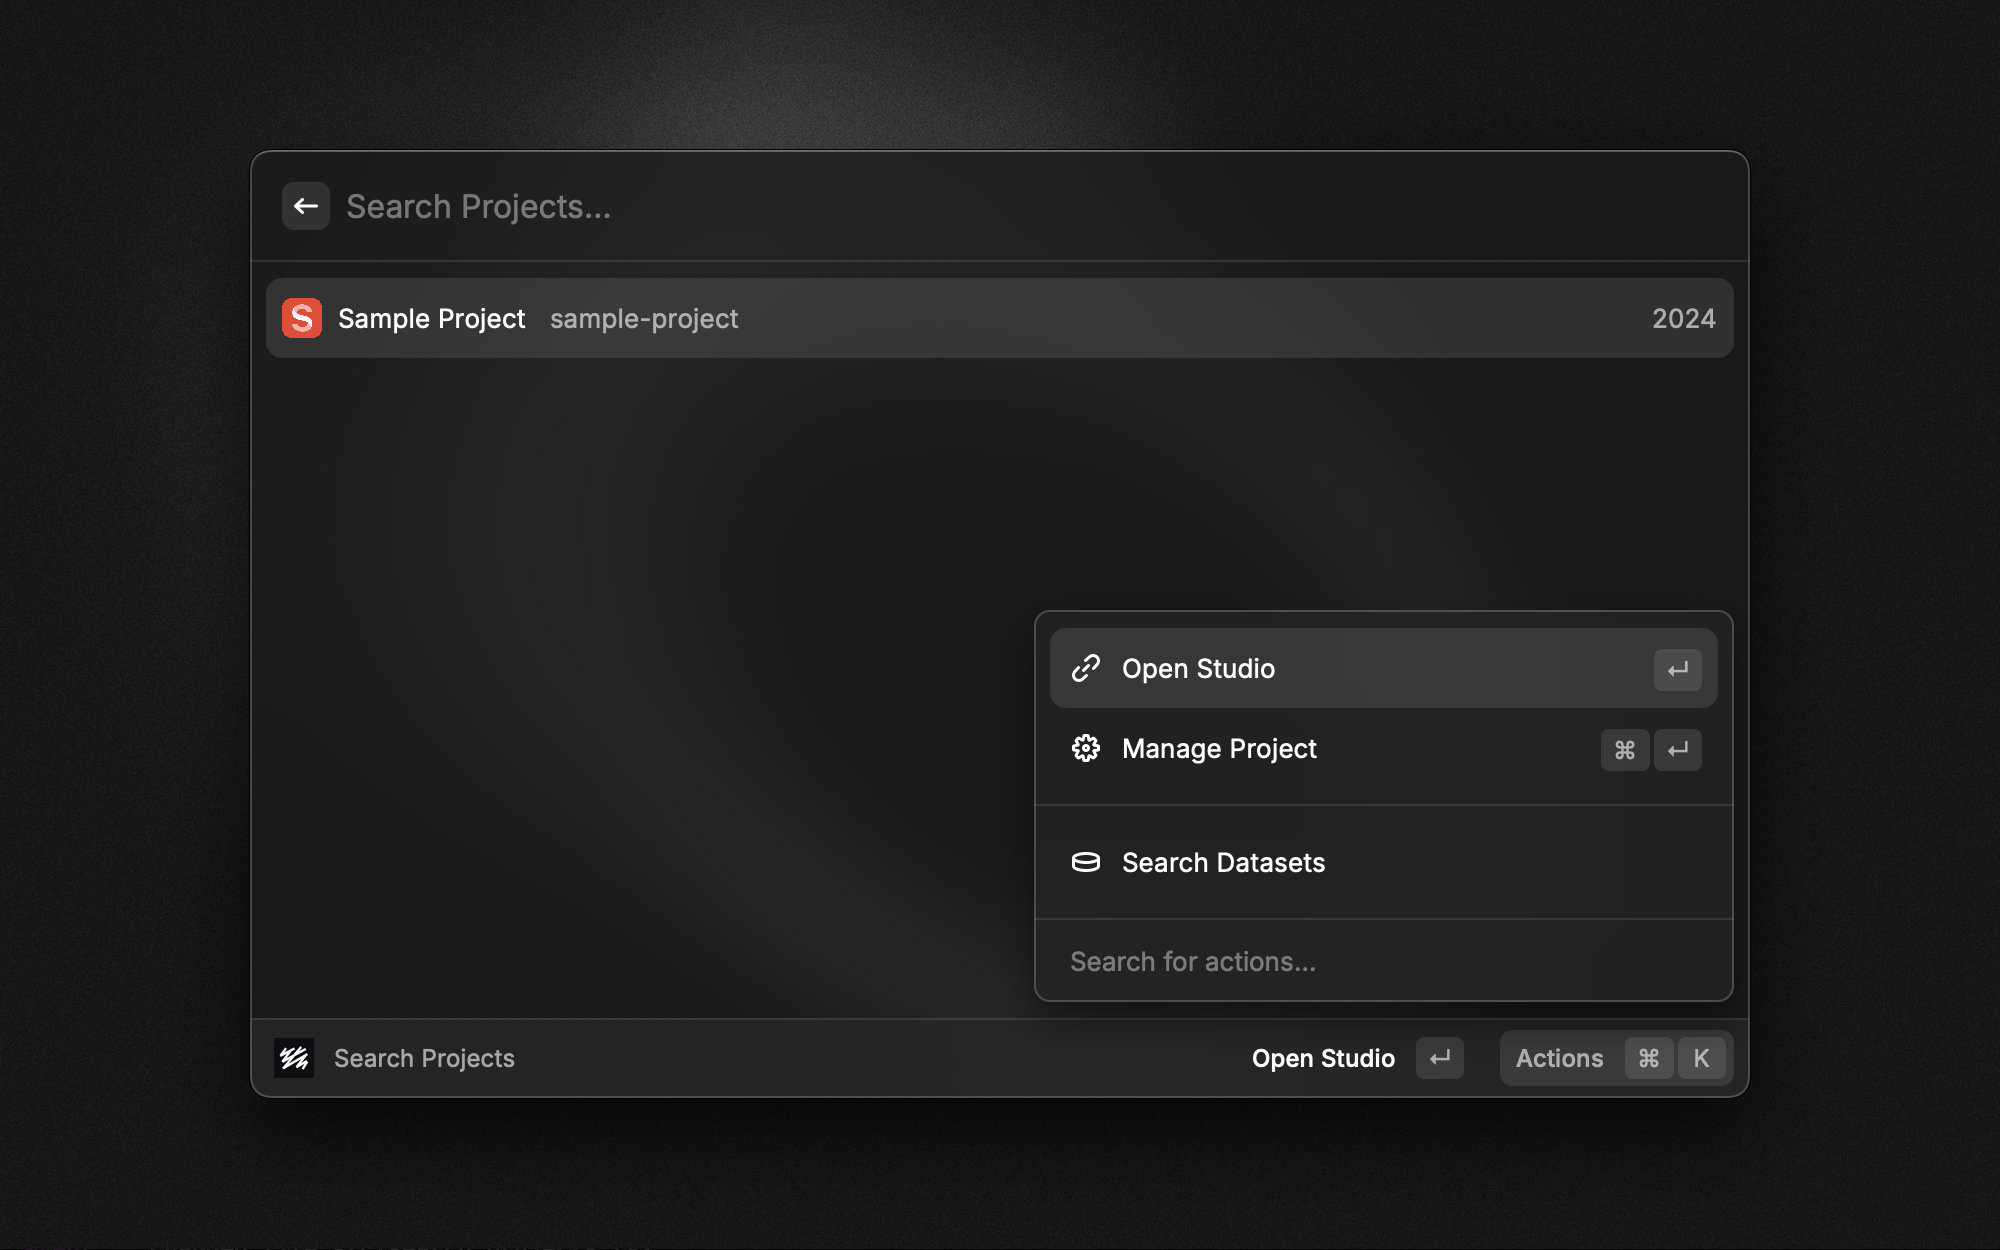 Search Projects...
Sample Project sample-project 2024
Open Studio ↵
Manage Project ⌘ ↵
Search Datasets
Search for actions...
Search Projects Open Studio ↵ Actions ⌘ K